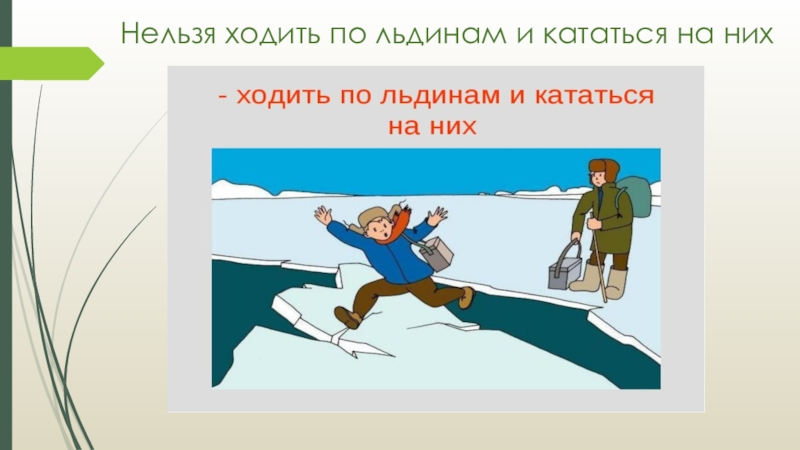 Нельзя ходить по льдинам и кататься на них
- ходить по льдинам и кататься
на них